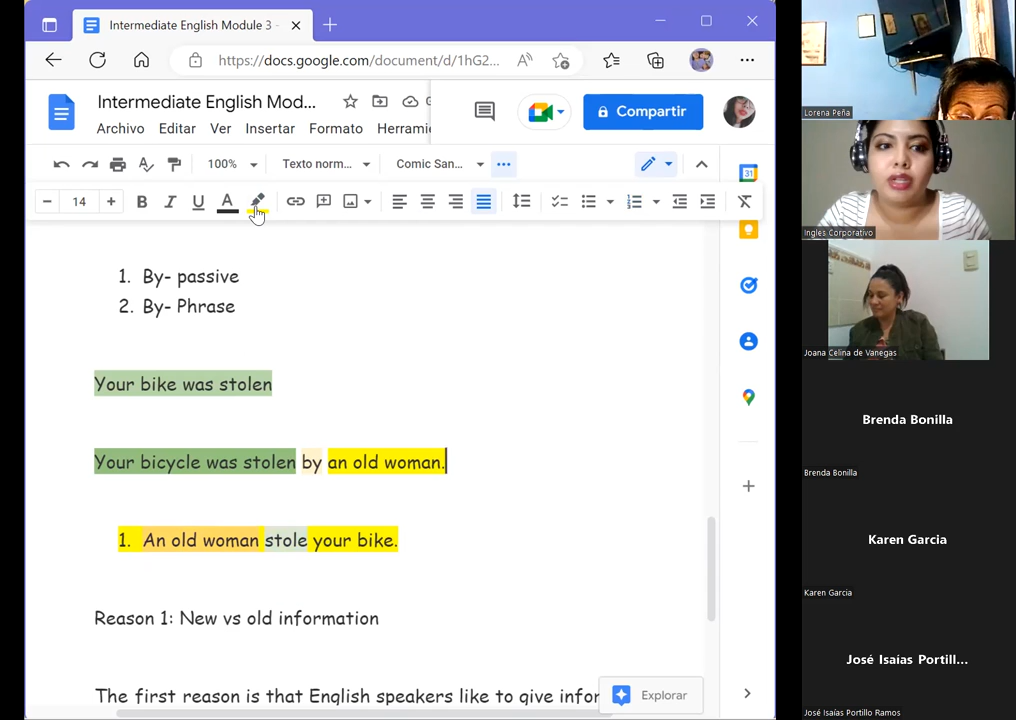 Intermediate English Module 3 -
https://docs.google.com/document/d/1hG2...
Intermediate English Mod...
Archivo Editar Ver Insertar Formato Herramie
Compartir
100% Texto norm... Comic San...
14
1. By- passive
2. By- Phrase
Your bike was stolen
Your bicycle was stolen by an old woman.
1. An old woman stole your bike.
Reason 1: New vs old information
The first reason is that English speakers like to give infor
Explorar
31
Lorena Peña
Ingles Corporativo
Joana Celina de Vanegas
Brenda Bonilla
Brenda Bonilla
Karen Garcia
Karen Garcia
José Isaías Portill...
José Isaías Portillo Ramos